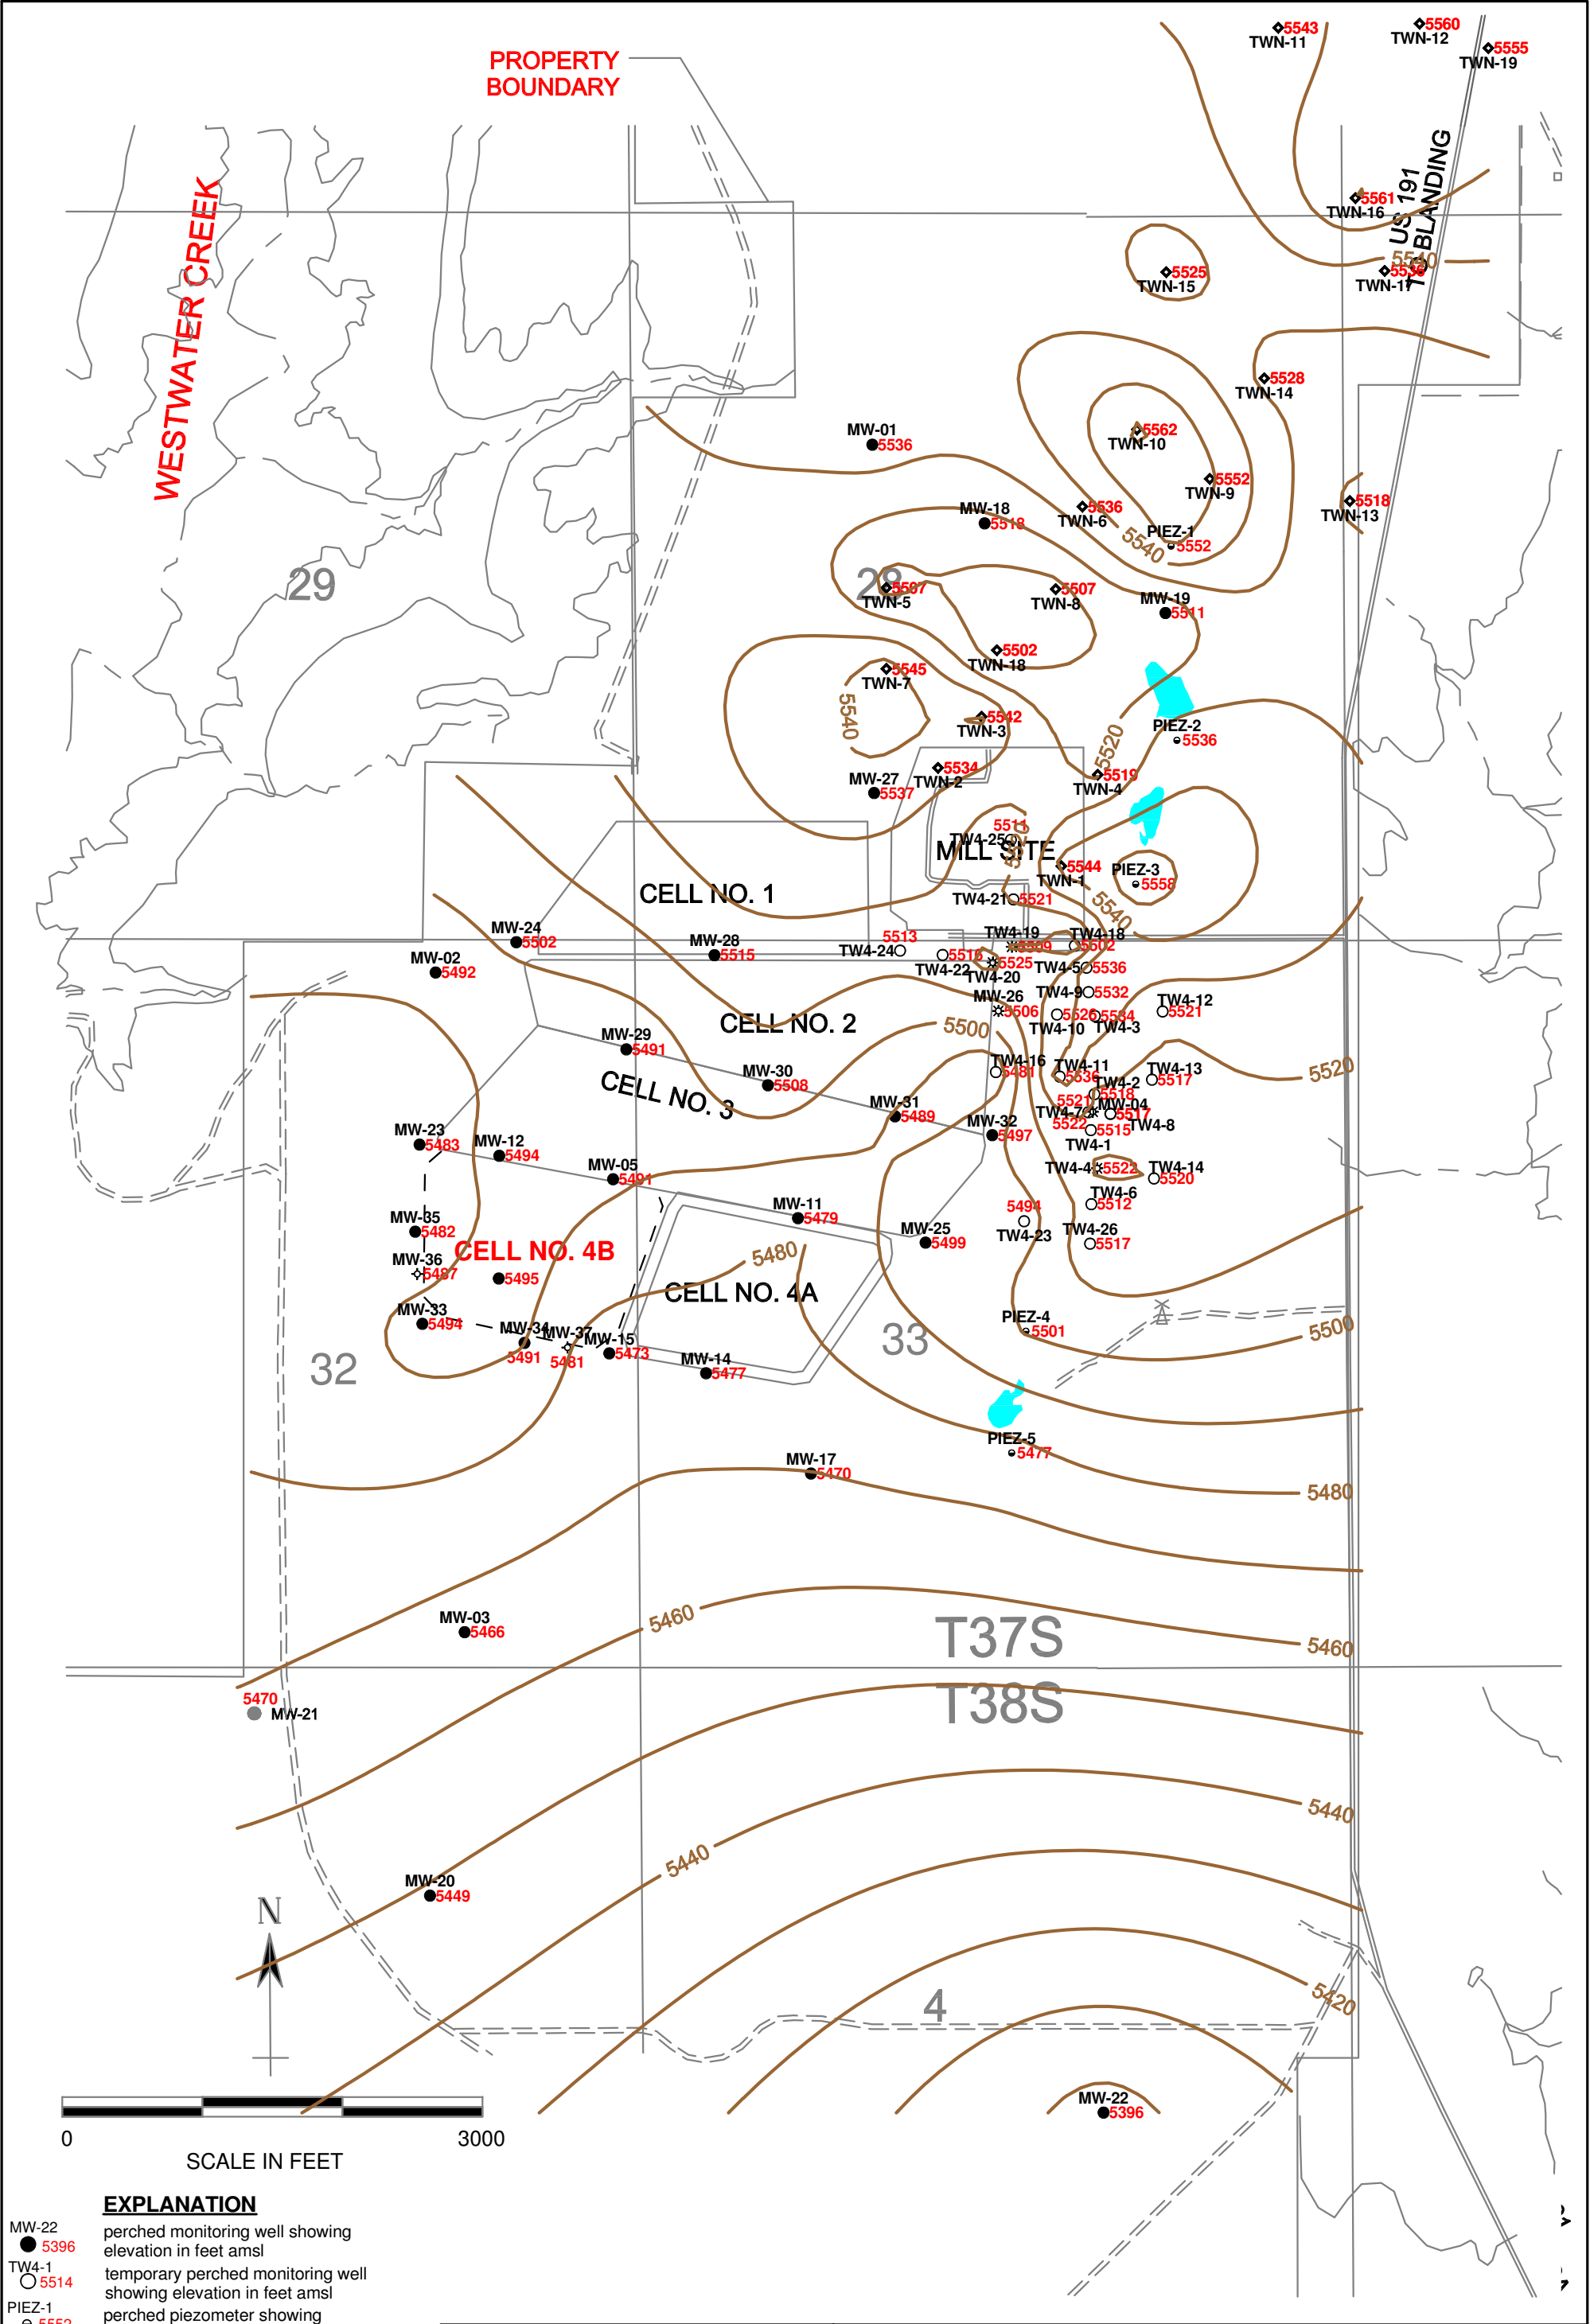 PROPERTY
BOUNDARY
5543
TWN-11
5560
TWN-12
5555
TWN-19
WESTWATER CREEK
US 191
BLANDING
5561
TWN-16
5540
TWN-17
5525
TWN-15
5528
TWN-14
MW-01
5536
5562
TWN-10
5552
TWN-9
5518
TWN-13
MW-18
5518
5536
TWN-6
5540
PIEZ-1
5552
29
28
TWN-5
5507
TWN-8
MW-19
5511
5502
TWN-18
5545
TWN-7
5540
5542
TWN-3
5520
PIEZ-2
5536
5534
TWN-2
5519
TWN-4
MW-27
5537
5511
TW4-25
MILL SITE
5544
TWN-1
PIEZ-3
5558
CELL NO. 1
TW4-21
5521
5540
MW-24
5502
MW-28
5515
5513
TW4-24
TW4-22
TW4-19
5509
TW4-18
5502
MW-02
5492
5525
TW4-20
TW4-5
5536
CELL NO. 2
MW-26
5506
5500
TW4-9
5532
TW4-10
5534
TW4-3
TW4-12
5521
MW-29
5491
MW-30
5508
CELL NO. 3
TW4-16
5481
TW4-11
5536
TW4-13
5517
5520
TW4-2
5518
MW-31
5489
MW-32
5497
5521
MW-04
5517
TW4-7
5522
TW4-8
5515
TW4-1
MW-23
5483
MW-12
5494
MW-05
5491
TW4-4
5522
TW4-14
5520
MW-11
5479
MW-25
5499
5494
TW4-23
TW4-6
5512
TW4-26
5517
MW-35
5482
CELL NO. 4B
MW-36
5487
5495
5480
CELL NO. 4A
MW-33
5494
MW-34
5491
MW-37
5481
MW-15
5473
MW-14
5477
32
33
PIEZ-4
5501
5500
PIEZ-5
5477
MW-17
5470
5480
MW-03
5466
5460
T37S
5460
T38S
5470
MW-21
5440
5440
MW-20
5449
N
4
5420
MW-22
5396
0
3000
SCALE IN FEET
EXPLANATION
MW-22
5396
perched monitoring well showing
elevation in feet amsl
TW4-1
5514
temporary perched monitoring well
showing elevation in feet amsl
PIEZ-1
perched piezometer showing